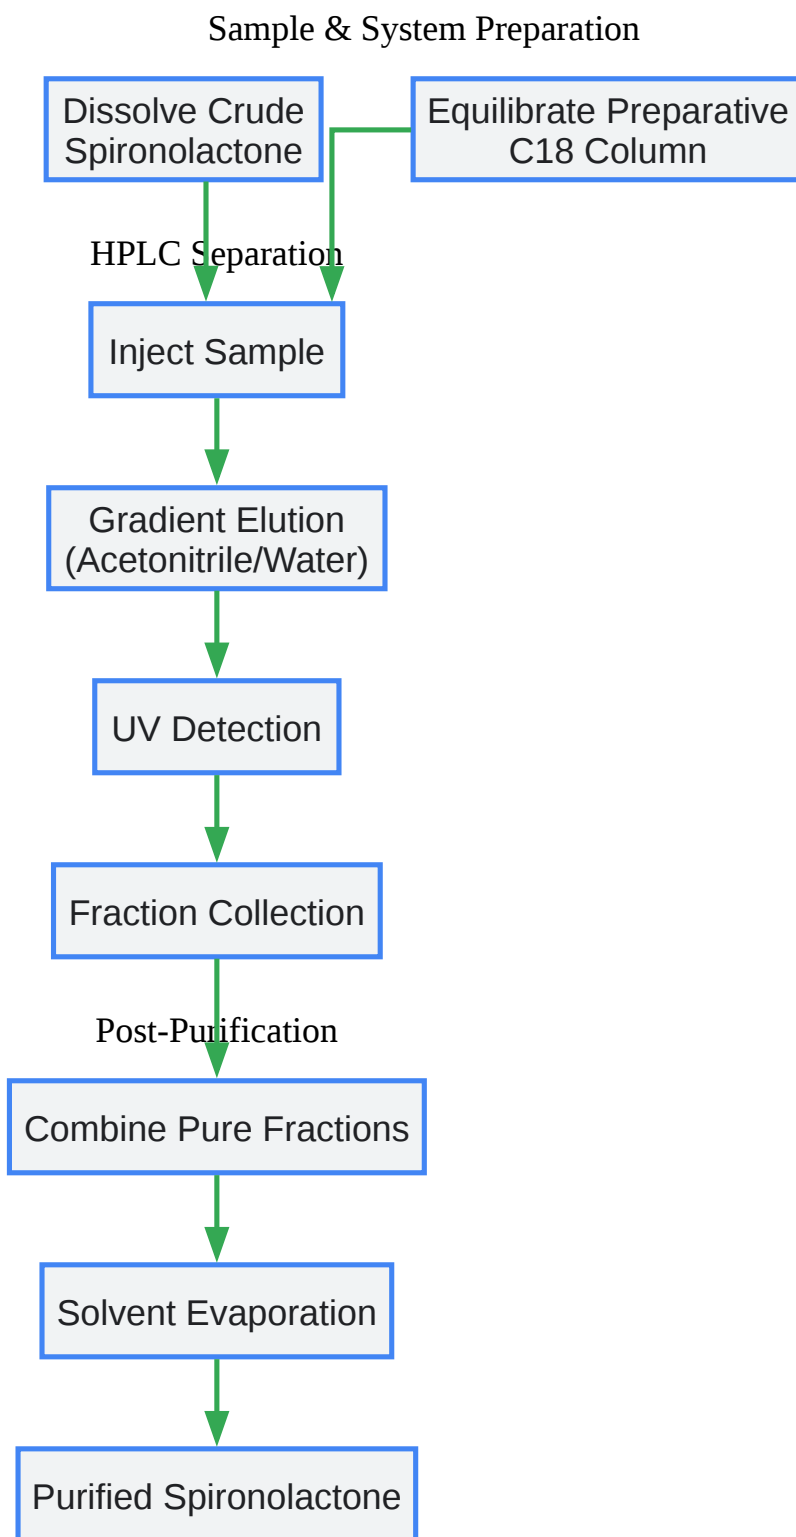 Sample & System Preparation
Dissolve Crude
Spironolactone
Equilibrate Preparative
C18 Column
HPLC Separation
Inject Sample
Gradient Elution
(Acetonitrile/Water)
UV Detection
Fraction Collection
Post-Purification
Combine Pure Fractions
Solvent Evaporation
Purified Spironolactone